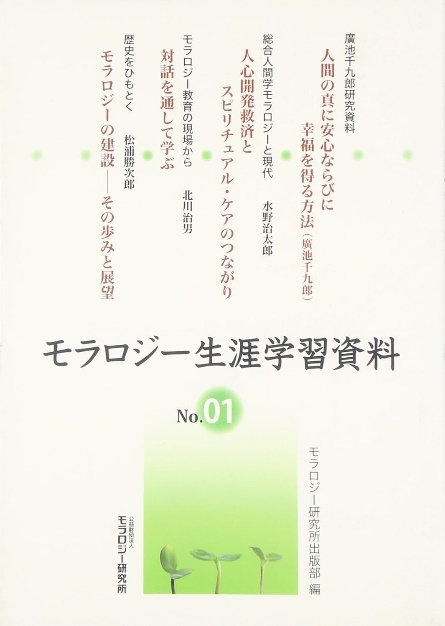 廣池千九郎研究資料
人間の真に安心ならびに
幸福を得る方法（廣池千九郎）
総合人間学モラロジーと現代　水野治太郎
人心開発救済と
スピリチュアル・ケアのつながり
モラロジー教育の現場から　北川治男
対話を通して学ぶ
歴史をひもとく　松浦勝次郎
モラロジーの建設――その歩みと展望
モラロジー生涯学習資料
No.01
モラロジー研究所出版部 編
公益財団法人
モラロジー研究所